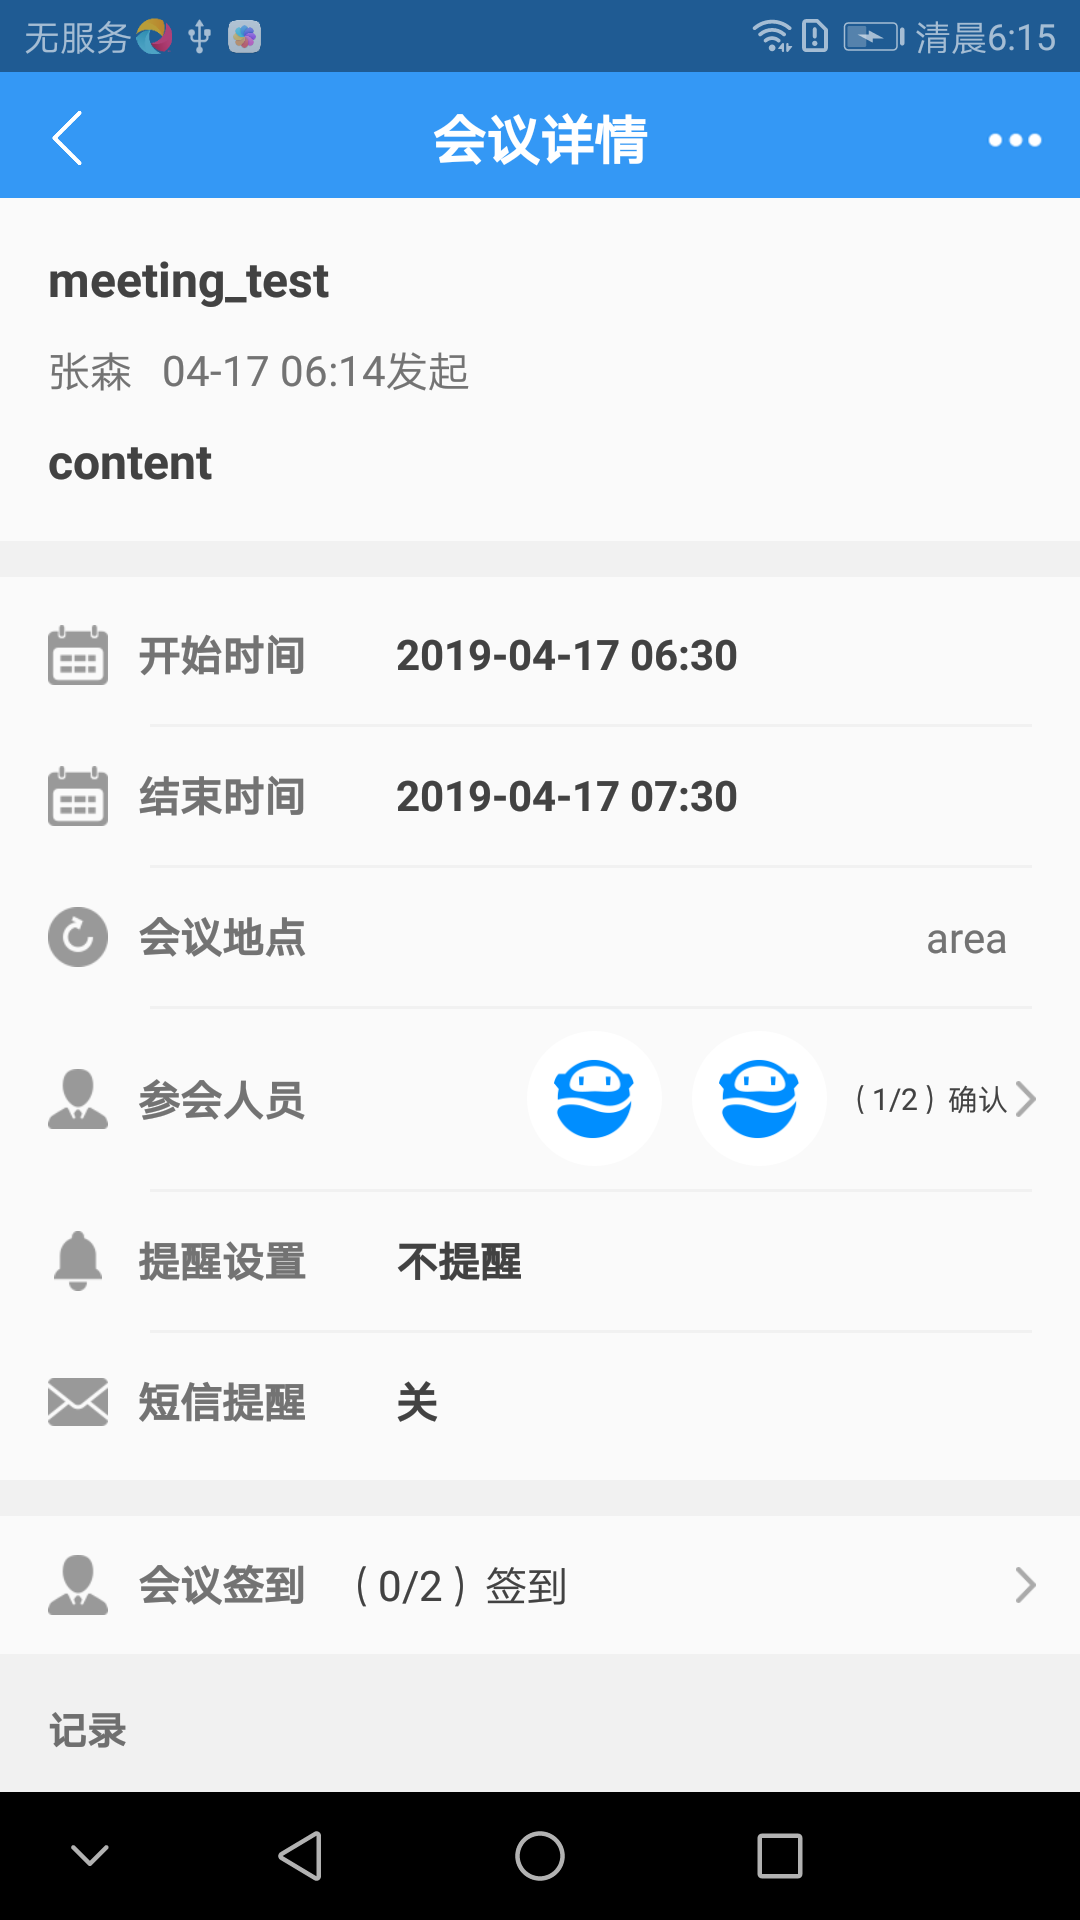 无服务 清晨6:15
会议详情
meeting_test
张森 04-17 06:14发起
content
开始时间 2019-04-17 06:30
结束时间 2019-04-17 07:30
会议地点 area
参会人员 （1/2）确认
提醒设置 不提醒
短信提醒 关
会议签到 （0/2）签到
记录